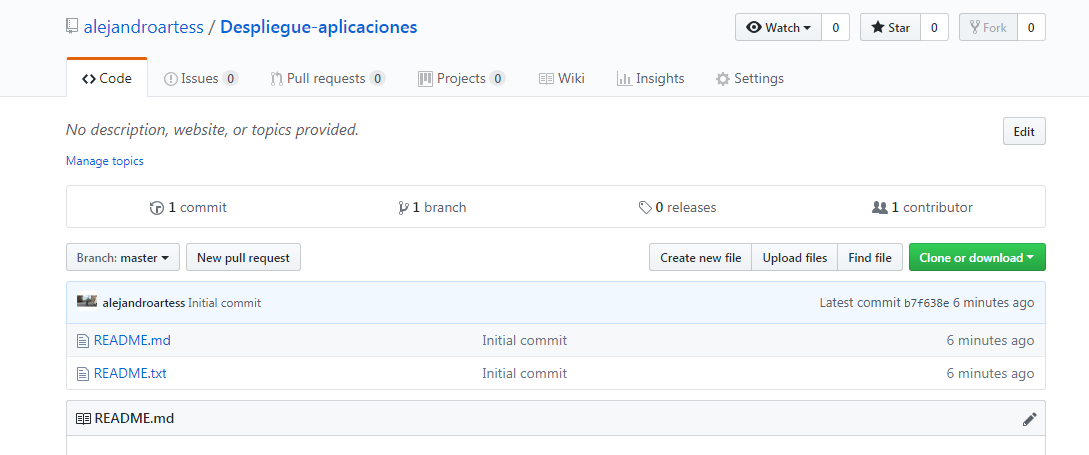 alejandroartess / Despliegue-aplicaciones Watch 0 Star 0 Fork 0
Code Issues 0 Pull requests 0 Projects 0 Wiki Insights Settings
No description, website, or topics provided. Edit
Manage topics
1 commit 1 branch 0 releases 1 contributor
Branch: master New pull request Create new file Upload files Find file Clone or download
alejandroartess Initial commit Latest commit b7f638e 6 minutes ago
README.md Initial commit 6 minutes ago
README.txt Initial commit 6 minutes ago
README.md